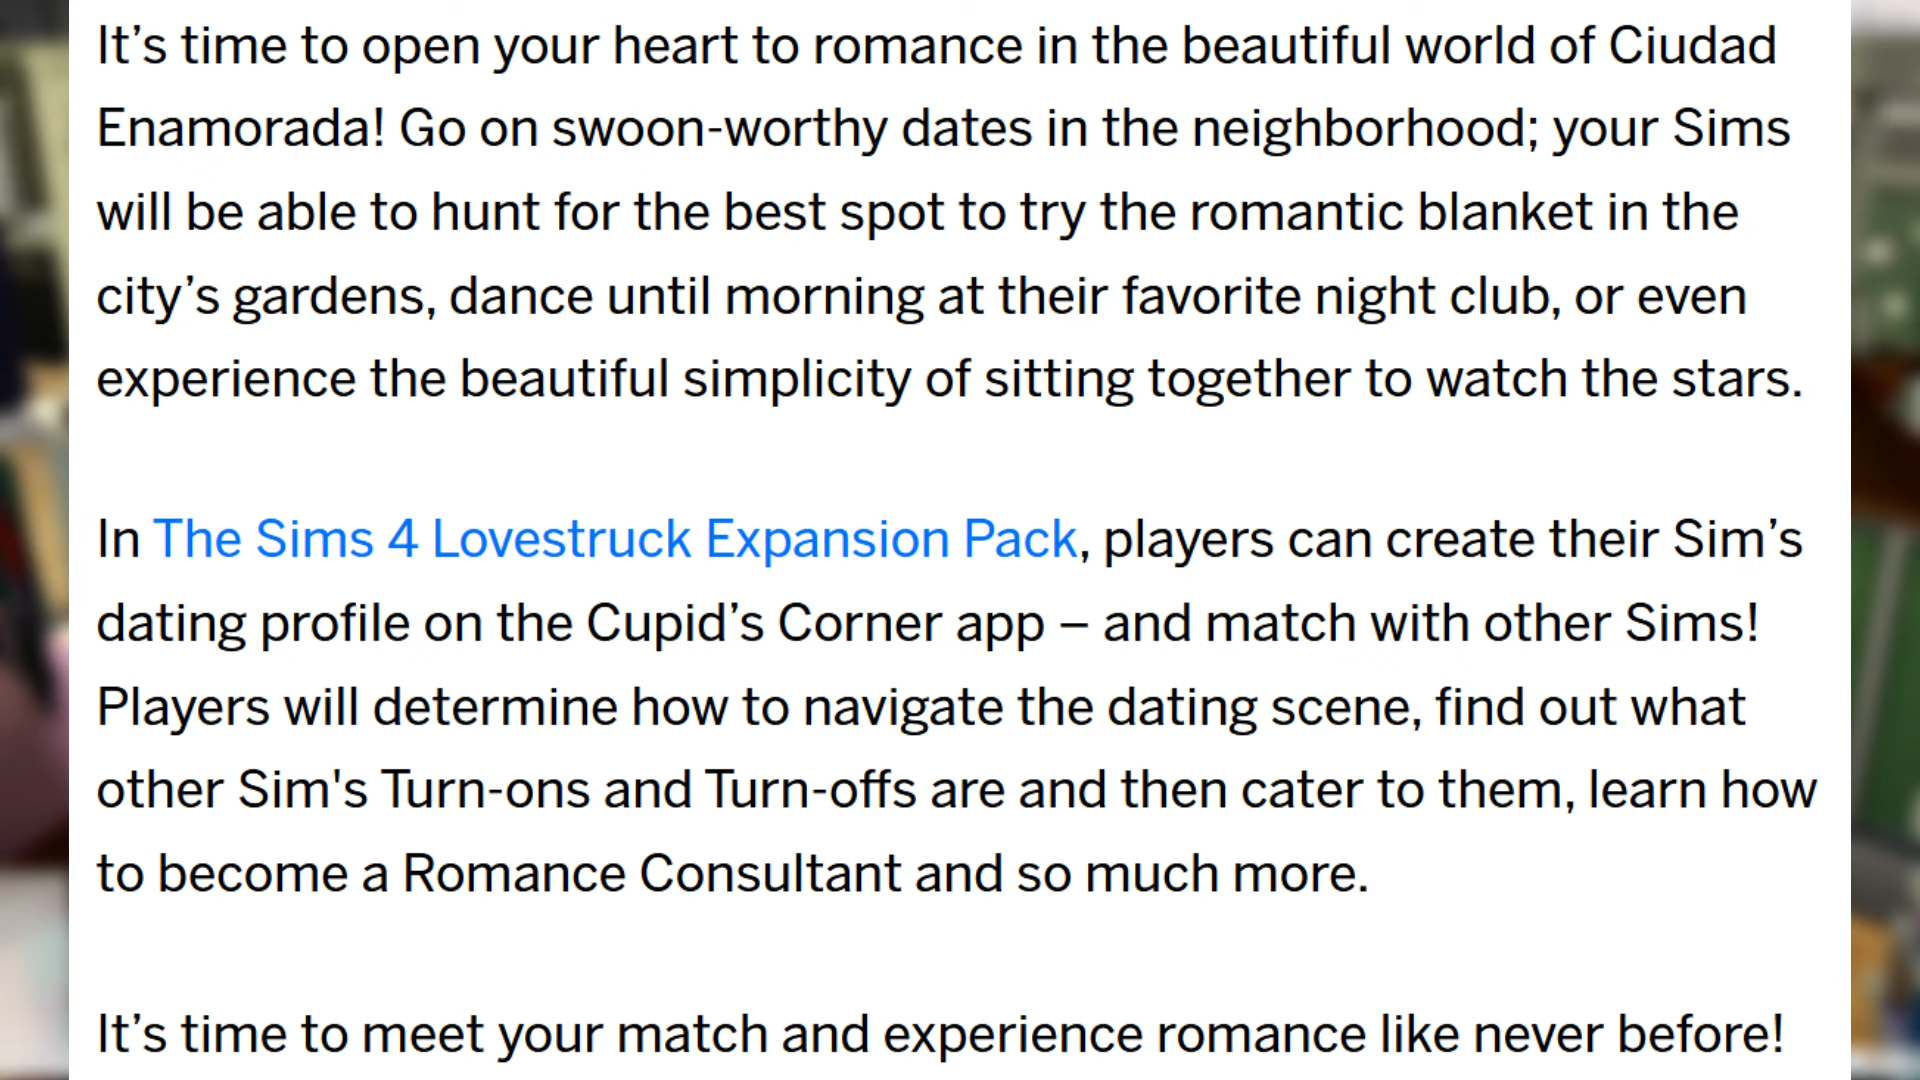 It’s time to open your heart to romance in the beautiful world of Ciudad
Enamorada! Go on swoon-worthy dates in the neighborhood; your Sims
will be able to hunt for the best spot to try the romantic blanket in the
city’s gardens, dance until morning at their favorite night club, or even
experience the beautiful simplicity of sitting together to watch the stars.
In The Sims 4 Lovestruck Expansion Pack, players can create their Sim’s
dating profile on the Cupid’s Corner app – and match with other Sims!
Players will determine how to navigate the dating scene, find out what
other Sim's Turn-ons and Turn-offs are and then cater to them, learn how
to become a Romance Consultant and so much more.
It’s time to meet your match and experience romance like never before!